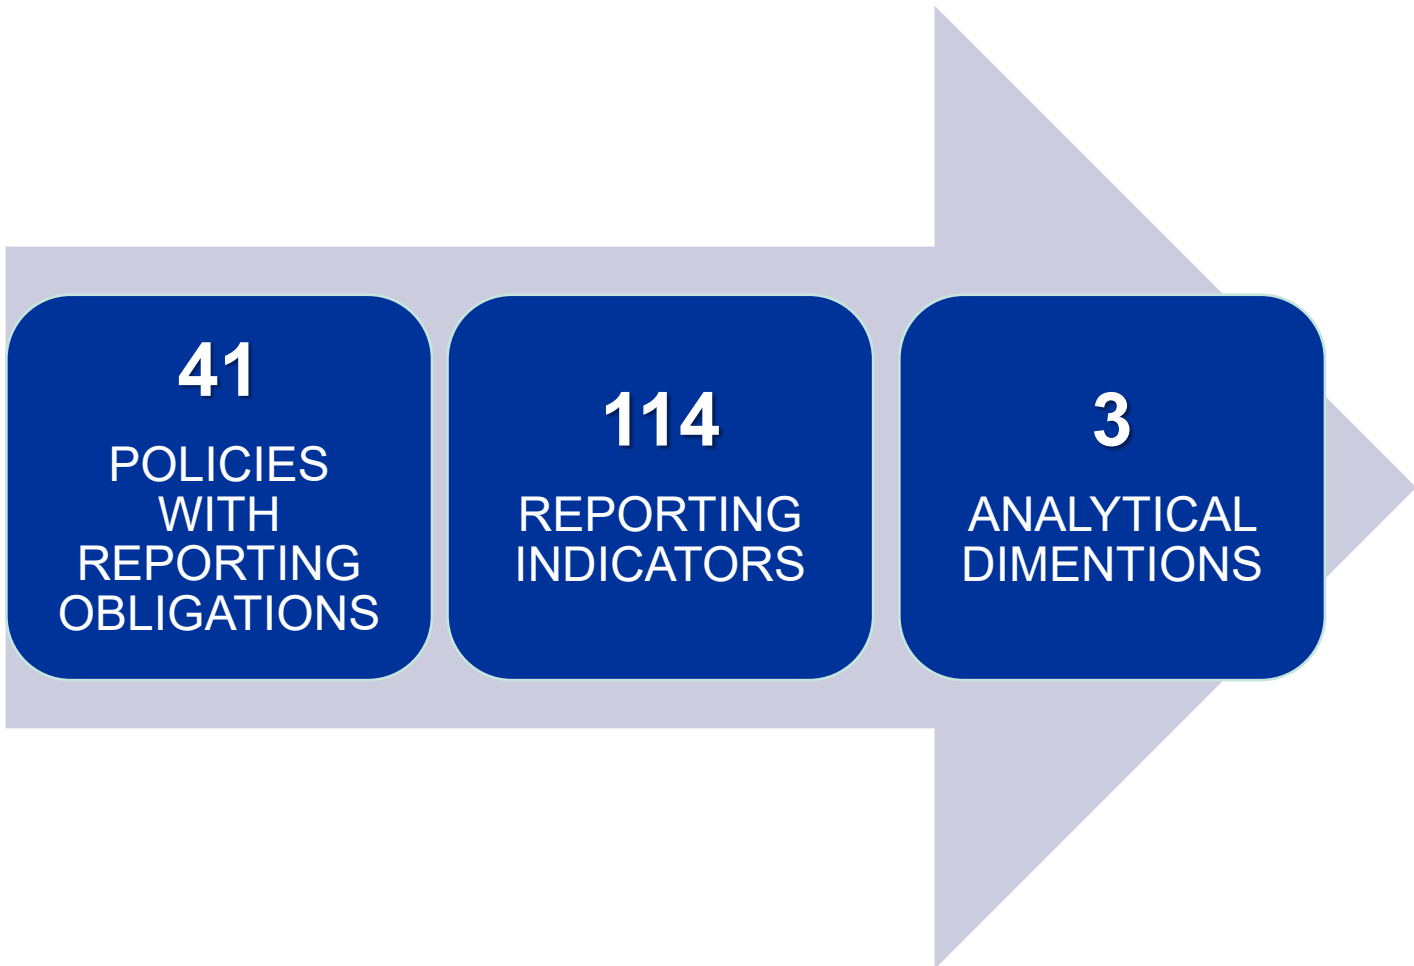 41
POLICIES
WITH
REPORTING
OBLIGATIONS
114
REPORTING
INDICATORS
3
ANALYTICAL
DIMENTIONS